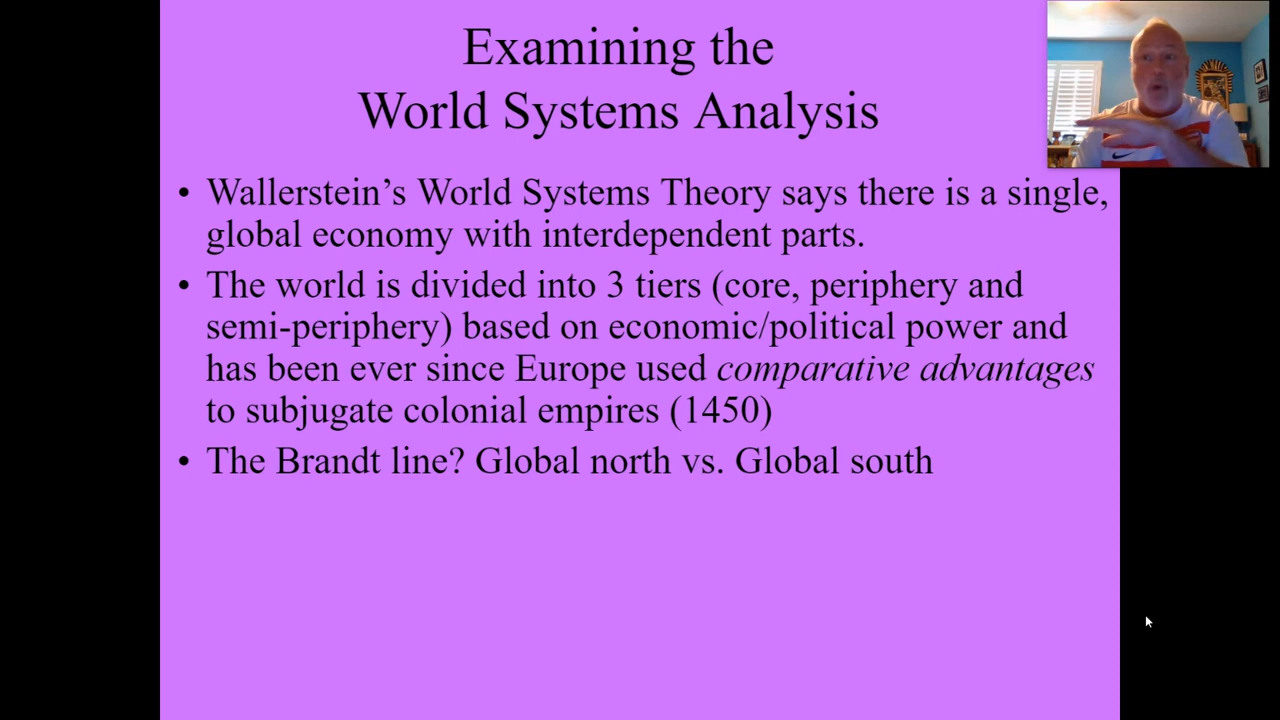 Examining the
World Systems Analysis
• Wallerstein’s World Systems Theory says there is a single,
global economy with interdependent parts.
• The world is divided into 3 tiers (core, periphery and
semi-periphery) based on economic/political power and
has been ever since Europe used comparative advantages
to subjugate colonial empires (1450)
• The Brandt line? Global north vs. Global south